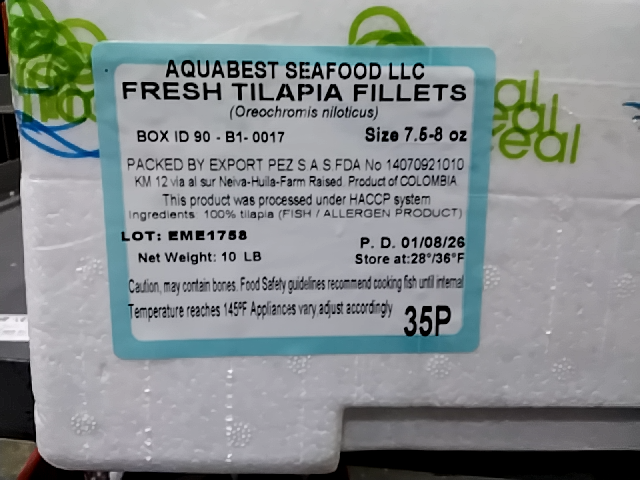 AQUABEST SEAFOOD LLC
FRESH TILAPIA FILLETS
(Oreochromis niloticus)
BOX ID 90 - B1- 0017 Size 7.5-8 oz
PACKED BY EXPORT PEZ S.A.S.FDA No 14070921010
KM 12 via al sur Neiva-Huila-Farm Raised. Product of COLOMBIA
This product was processed under HACCP system
Ingredients: 100% tilapia (FISH / ALLERGEN PRODUCT)
LOT: EME1758 P. D. 01/08/26
Net Weight: 10 LB Store at:28°/36°F
Caution, may contain bones. Food Safety guidelines recommend cooking fish until internal
Temperature reaches 145ºF Appliances vary,adjust accordingly
35P